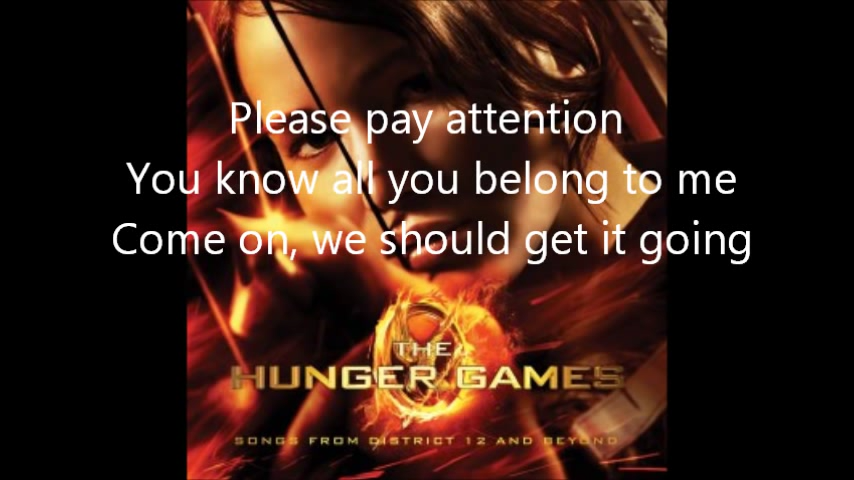 Please pay attention
You know all you belong to me
Come on, we should get it going
THE
HUNGER GAMES
SONGS FROM DISTRICT 12 AND BEYOND